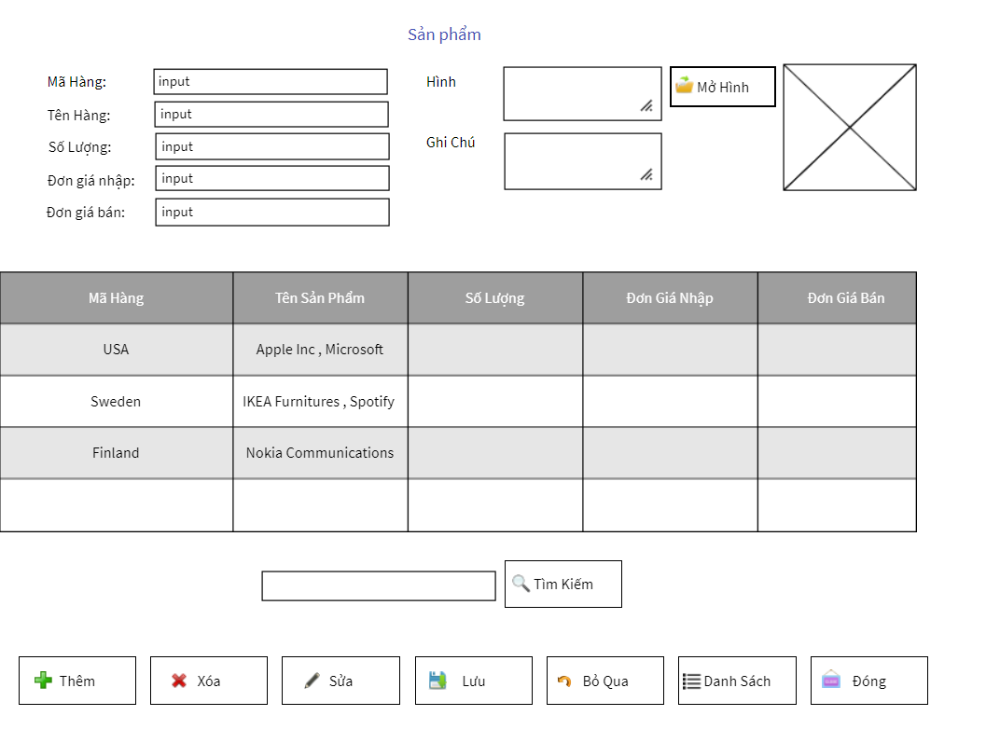 Sản phẩm
Mã Hàng: input
Tên Hàng: input
Số Lượng: input
Đơn giá nhập: input
Đơn giá bán: input
Hình
Mở Hình
Ghi Chú
Mã Hàng Tên Sản Phẩm Số Lượng Đơn Giá Nhập Đơn Giá Bán
USA Apple Inc , Microsoft
Sweden IKEA Furnitures , Spotify
Finland Nokia Communications
Tìm Kiếm
Thêm Xóa Sửa Lưu Bỏ Qua Danh Sách Đóng